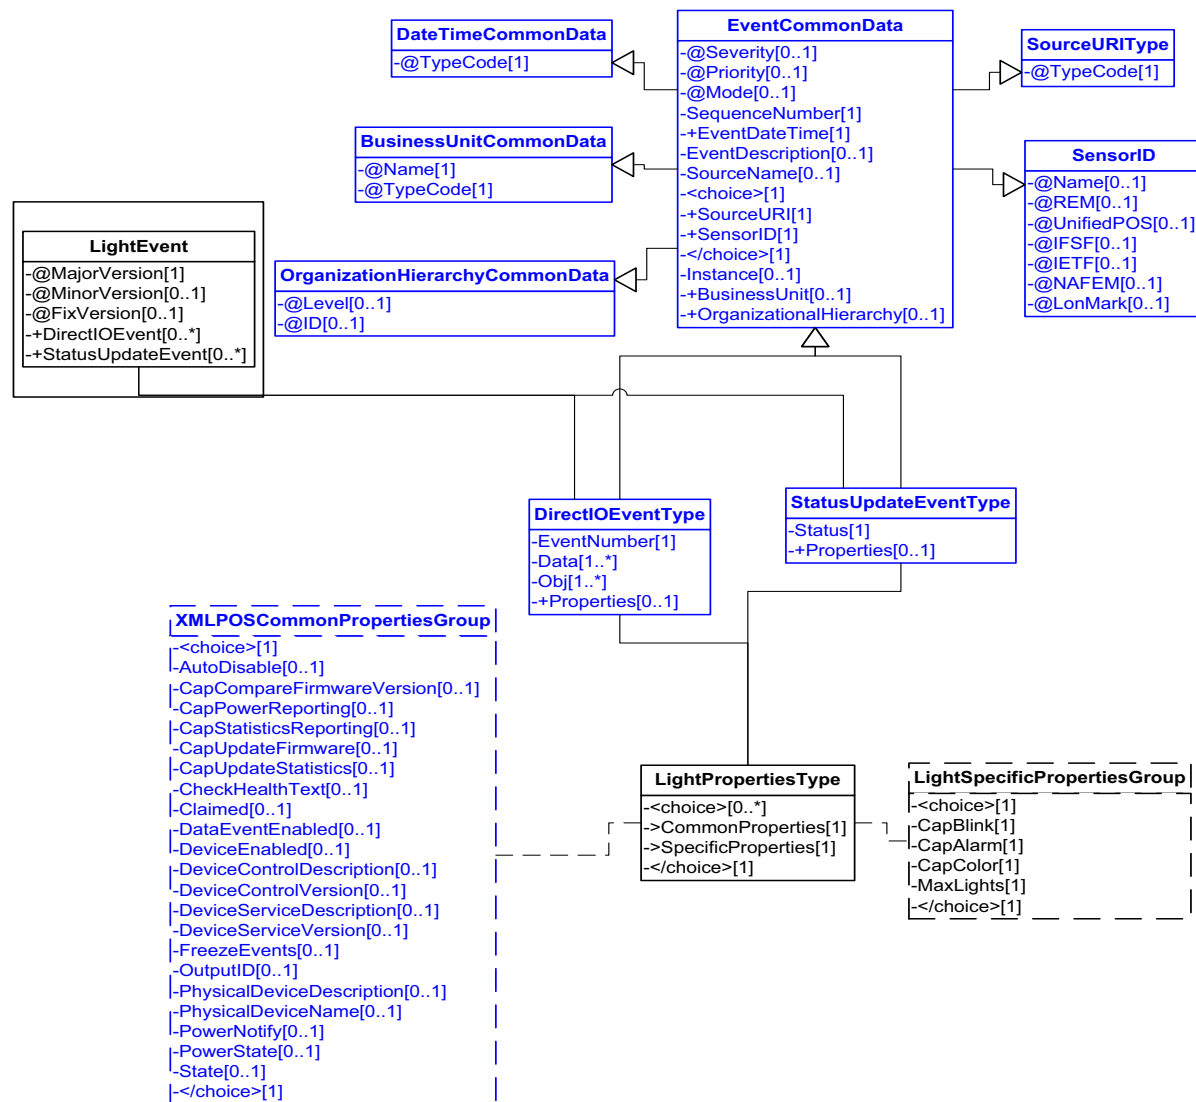 DateTimeCommonData
-@TypeCode[1]
EventCommonData
-@Severity[0..1]
-@Priority[0..1]
-@Mode[0..1]
-SequenceNumber[1]
-+EventDateTime[1]
-EventDescription[0..1]
-SourceName[0..1]
-<choice>[1]
-+SourceURI[1]
-+SensorID[1]
-</choice>[1]
-Instance[0..1]
-+BusinessUnit[0..1]
-+OrganizationalHierarchy[0..1]
SourceURIType
-@TypeCode[1]
BusinessUnitCommonData
-@Name[1]
-@TypeCode[1]
SensorID
-@Name[0..1]
-@REM[0..1]
-@UnifiedPOS[0..1]
-@IFSF[0..1]
-@IETF[0..1]
-@NAFEM[0..1]
-@LonMark[0..1]
LightEvent
-@MajorVersion[1]
-@MinorVersion[0..1]
-@FixVersion[0..1]
-+DirectIOEvent[0..*]
-+StatusUpdateEvent[0..*]
OrganizationHierarchyCommonData
-@Level[0..1]
-@ID[0..1]
DirectIOEventType
-EventNumber[1]
-Data[1..*]
-Obj[1..*]
-+Properties[0..1]
StatusUpdateEventType
-Status[1]
-+Properties[0..1]
XMLPOSCommonPropertiesGroup
-<choice>[1]
-AutoDisable[0..1]
-CapCompareFirmwareVersion[0..1]
-CapPowerReporting[0..1]
-CapStatisticsReporting[0..1]
-CapUpdateFirmware[0..1]
-CapUpdateStatistics[0..1]
-CheckHealthText[0..1]
-Claimed[0..1]
-DataEventEnabled[0..1]
-DeviceEnabled[0..1]
-DeviceControlDescription[0..1]
-DeviceControlVersion[0..1]
-DeviceServiceDescription[0..1]
-DeviceServiceVersion[0..1]
-FreezeEvents[0..1]
-OutputID[0..1]
-PhysicalDeviceDescription[0..1]
-PhysicalDeviceName[0..1]
-PowerNotify[0..1]
-PowerState[0..1]
-State[0..1]
-</choice>[1]
LightPropertiesType
-<choice>[0..*]
->CommonProperties[1]
->SpecificProperties[1]
-</choice>[1]
LightSpecificPropertiesGroup
-<choice>[1]
-CapBlink[1]
-CapAlarm[1]
-CapColor[1]
-MaxLights[1]
-</choice>[1]